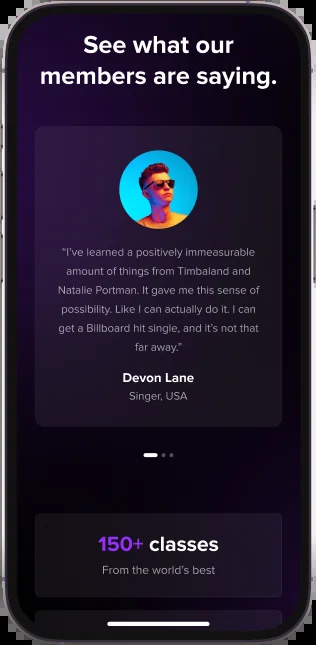 See what our
members are saying.
“I’ve learned a positively immeasurable
amount of things from Timbaland and
Natalie Portman. It gave me this sense of
possibility. Like I can actually do it. I can
get a Billboard hit single, and it’s not that
far away.”
Devon Lane
Singer, USA
150+ classes
From the world’s best